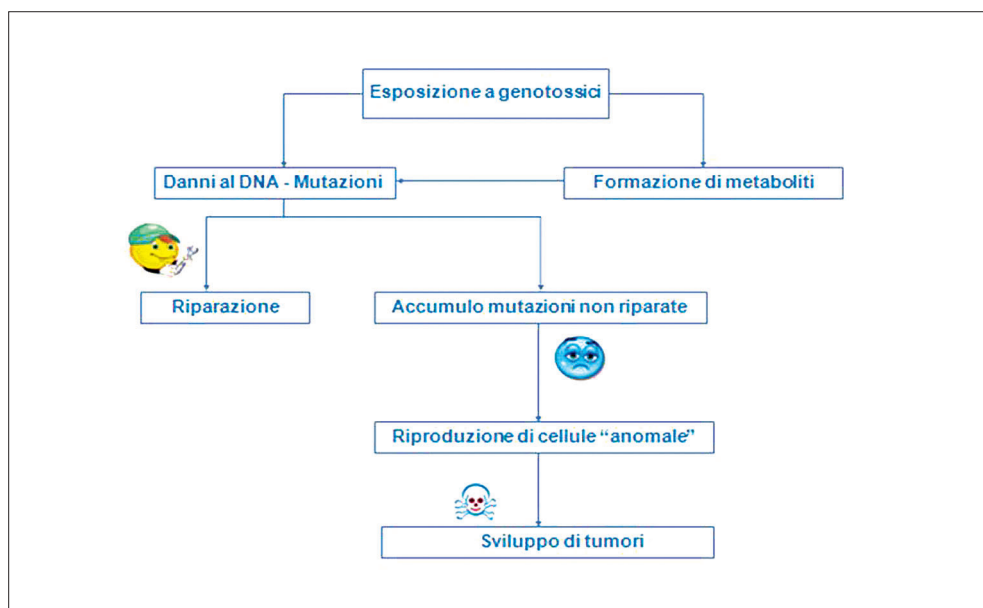 Esposizione a genotossici
Danni al DNA - Mutazioni
Formazione di metaboliti
Riparazione
Accumulo mutazioni non riparate
Riproduzione di cellule “anomale”
Sviluppo di tumori